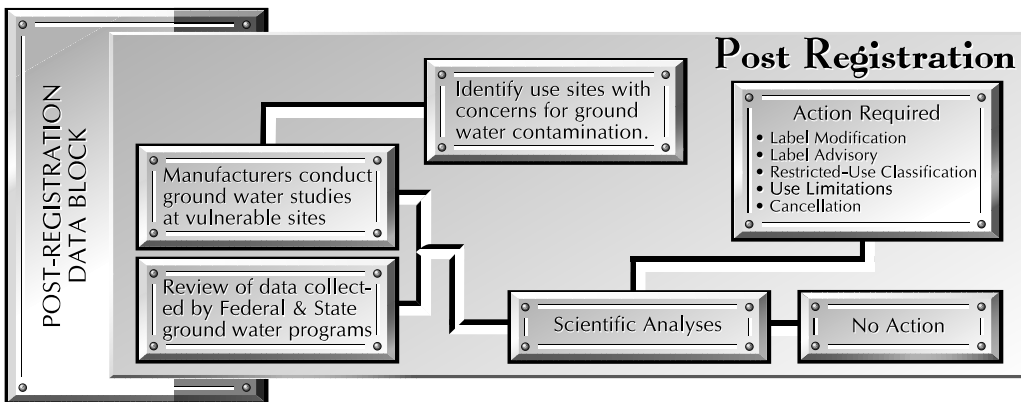 Post Registration
POST-REGISTRATION
DATA BLOCK
Identify use sites with
concerns for ground
water contamination.
Manufacturers conduct
ground water studies
at vulnerable sites
Review of data collect-
ed by Federal & State
ground water programs
Scientific Analyses
No Action
Action Required
• Label Modification
• Label Advisory
• Restricted-Use Classification
• Use Limitations
• Cancellation